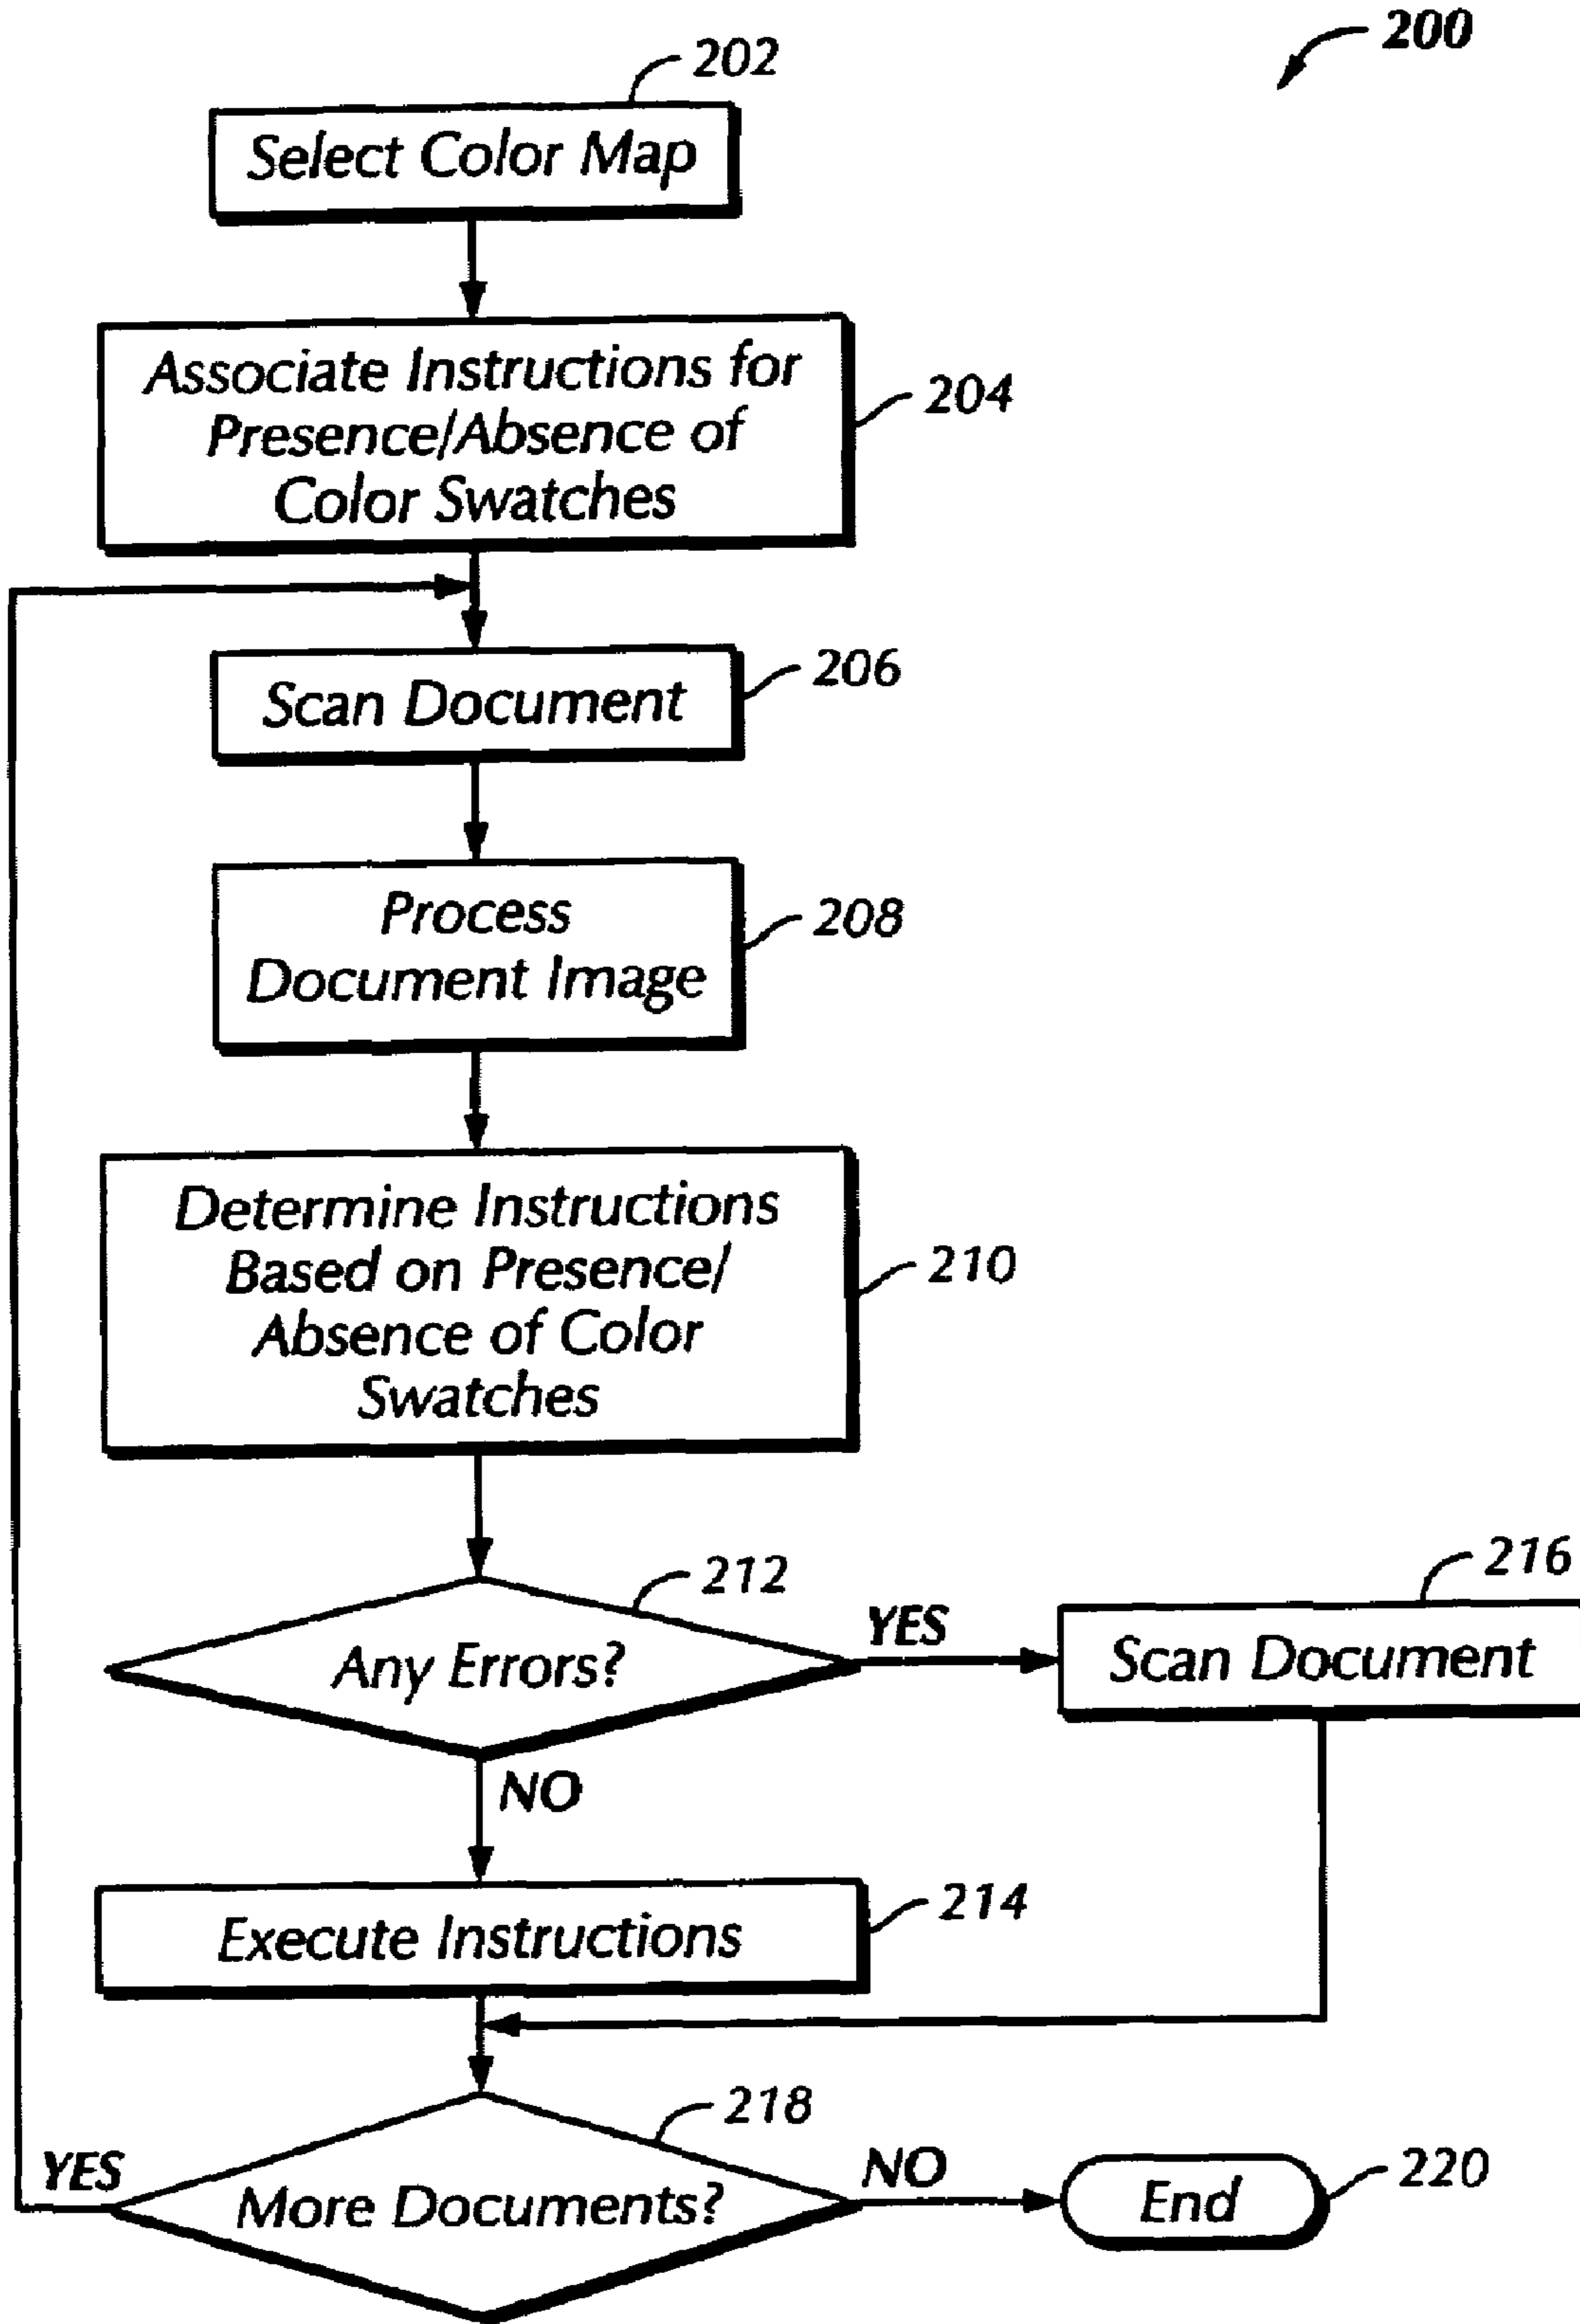 200
202
Select Color Map
Associate Instructions for
Presence/Absence of
Color Swatches
204
Scan Document
206
Process
Document Image
208
Determine Instructions
Based on Presence/
Absence of Color
Swatches
210
212
Any Errors?
YES
216
Scan Document
NO
Execute Instructions
214
218
More Documents?
YES
NO
End
220